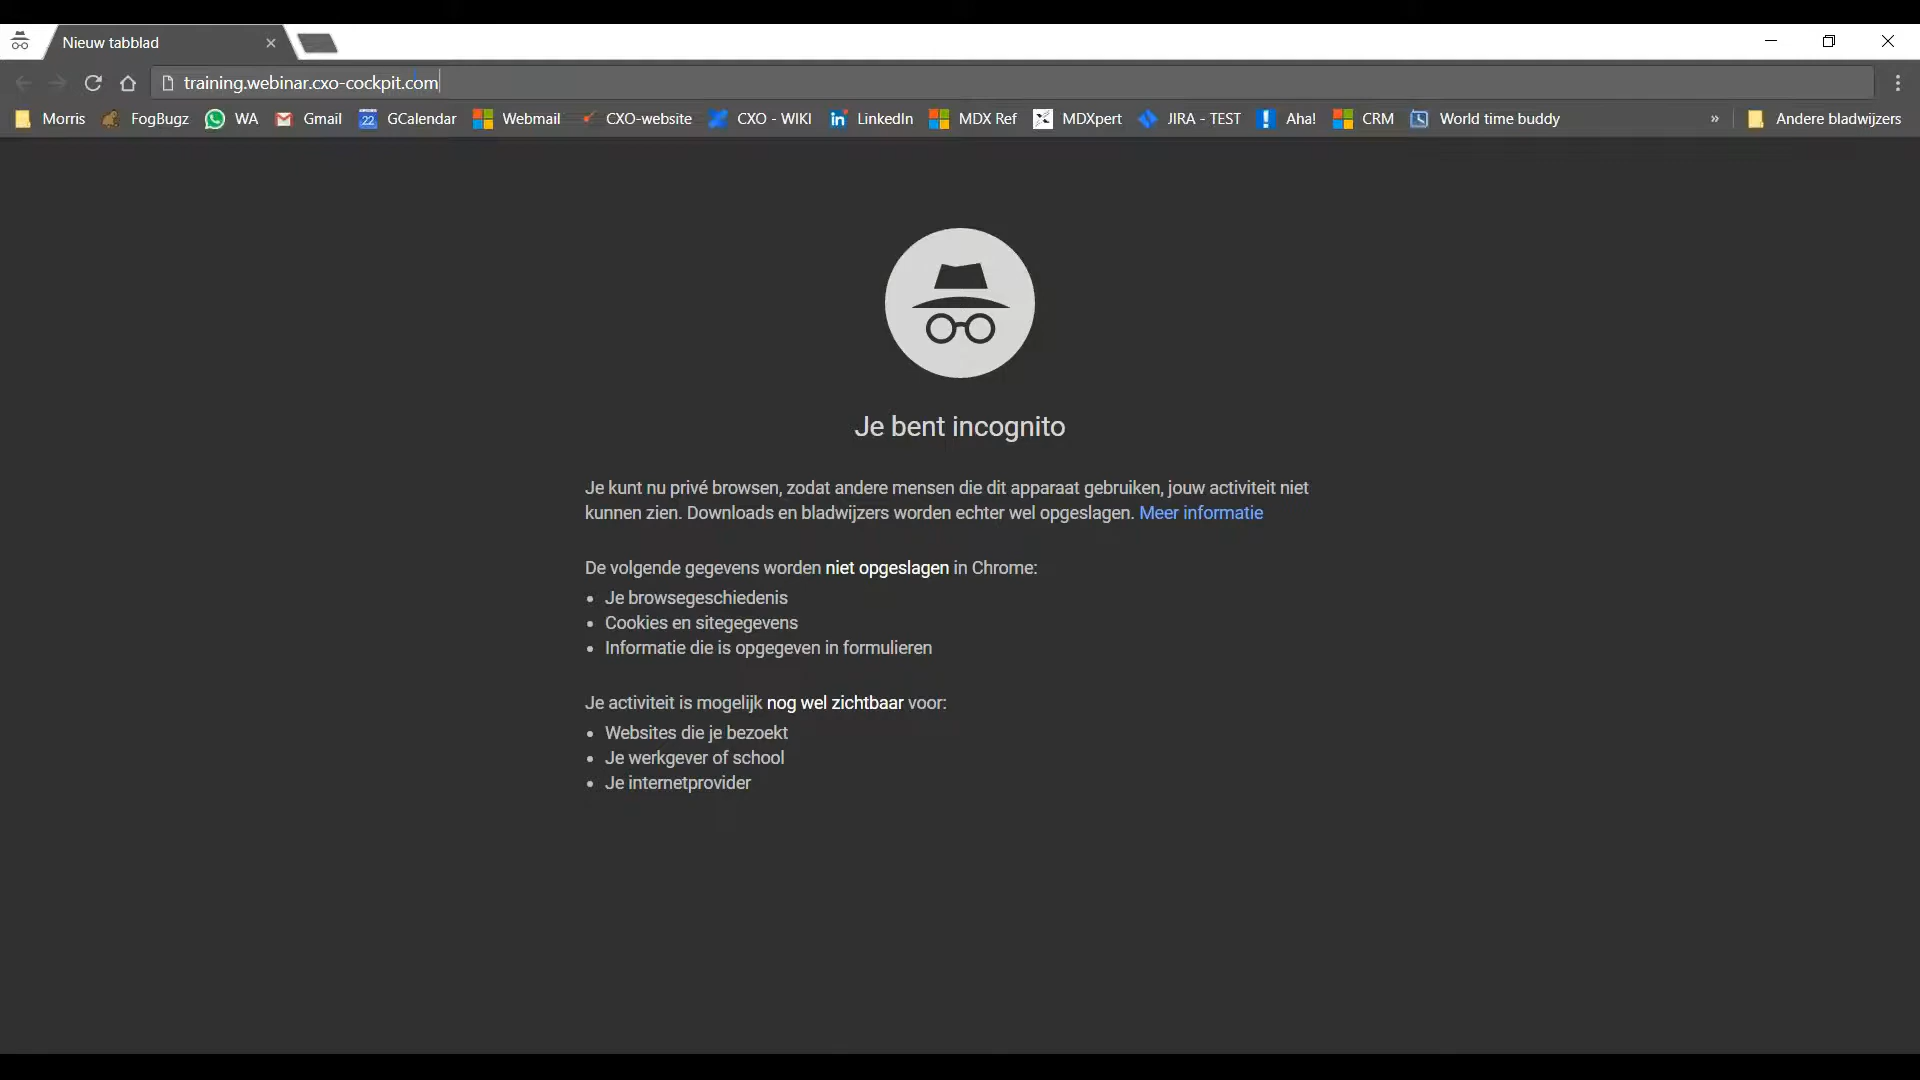 Nieuw tabblad
training.webinar.cxo-cockpit.com
Morris FogBugz WA Gmail 22 GCalendar Webmail CXO-website CXO - WIKI LinkedIn MDX Ref MDXpert JIRA - TEST Aha! CRM World time buddy » Andere bladwijzers
Je bent incognito
Je kunt nu privé browsen, zodat andere mensen die dit apparaat gebruiken, jouw activiteit niet
kunnen zien. Downloads en bladwijzers worden echter wel opgeslagen. Meer informatie
De volgende gegevens worden niet opgeslagen in Chrome:
• Je browsegeschiedenis
• Cookies en sitegegevens
• Informatie die is opgegeven in formulieren
Je activiteit is mogelijk nog wel zichtbaar voor:
• Websites die je bezoekt
• Je werkgever of school
• Je internetprovider